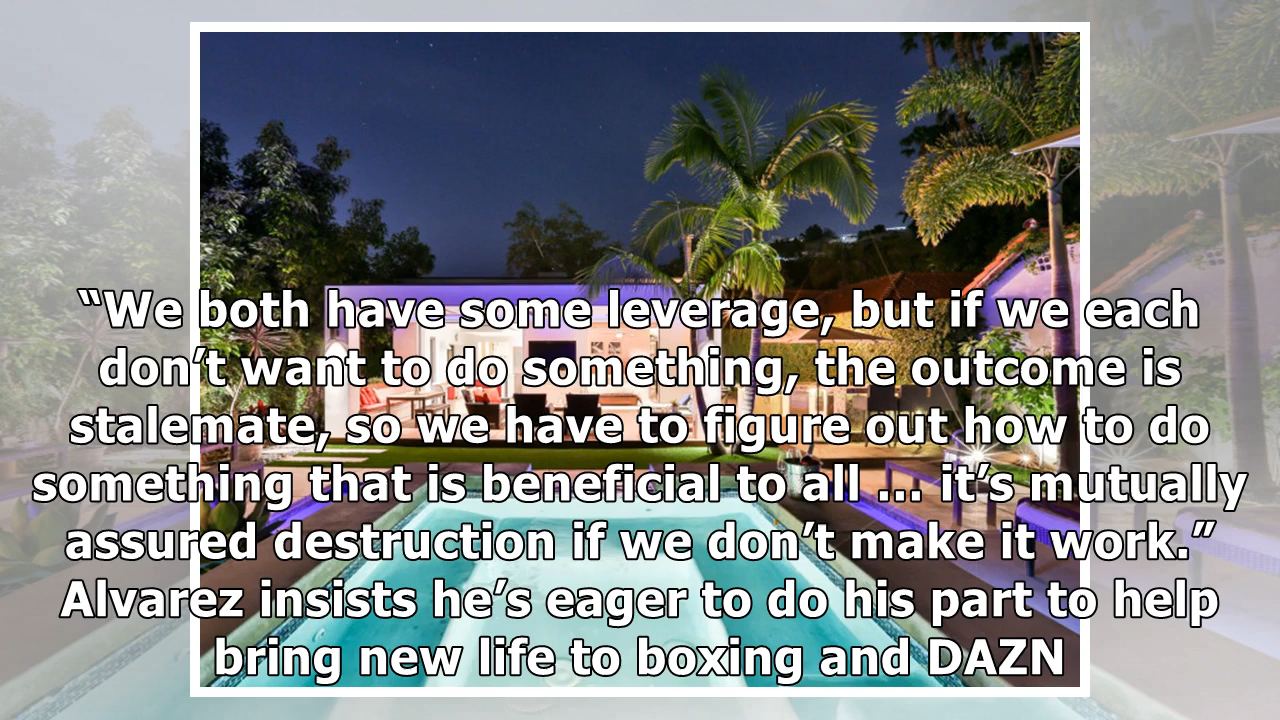 “We both have some leverage, but if we each
don’t want to do something, the outcome is
stalemate, so we have to figure out how to do
something that is beneficial to all ... it’s mutually
assured destruction if we don’t make it work.”
Alvarez insists he’s eager to do his part to help
bring new life to boxing and DAZN